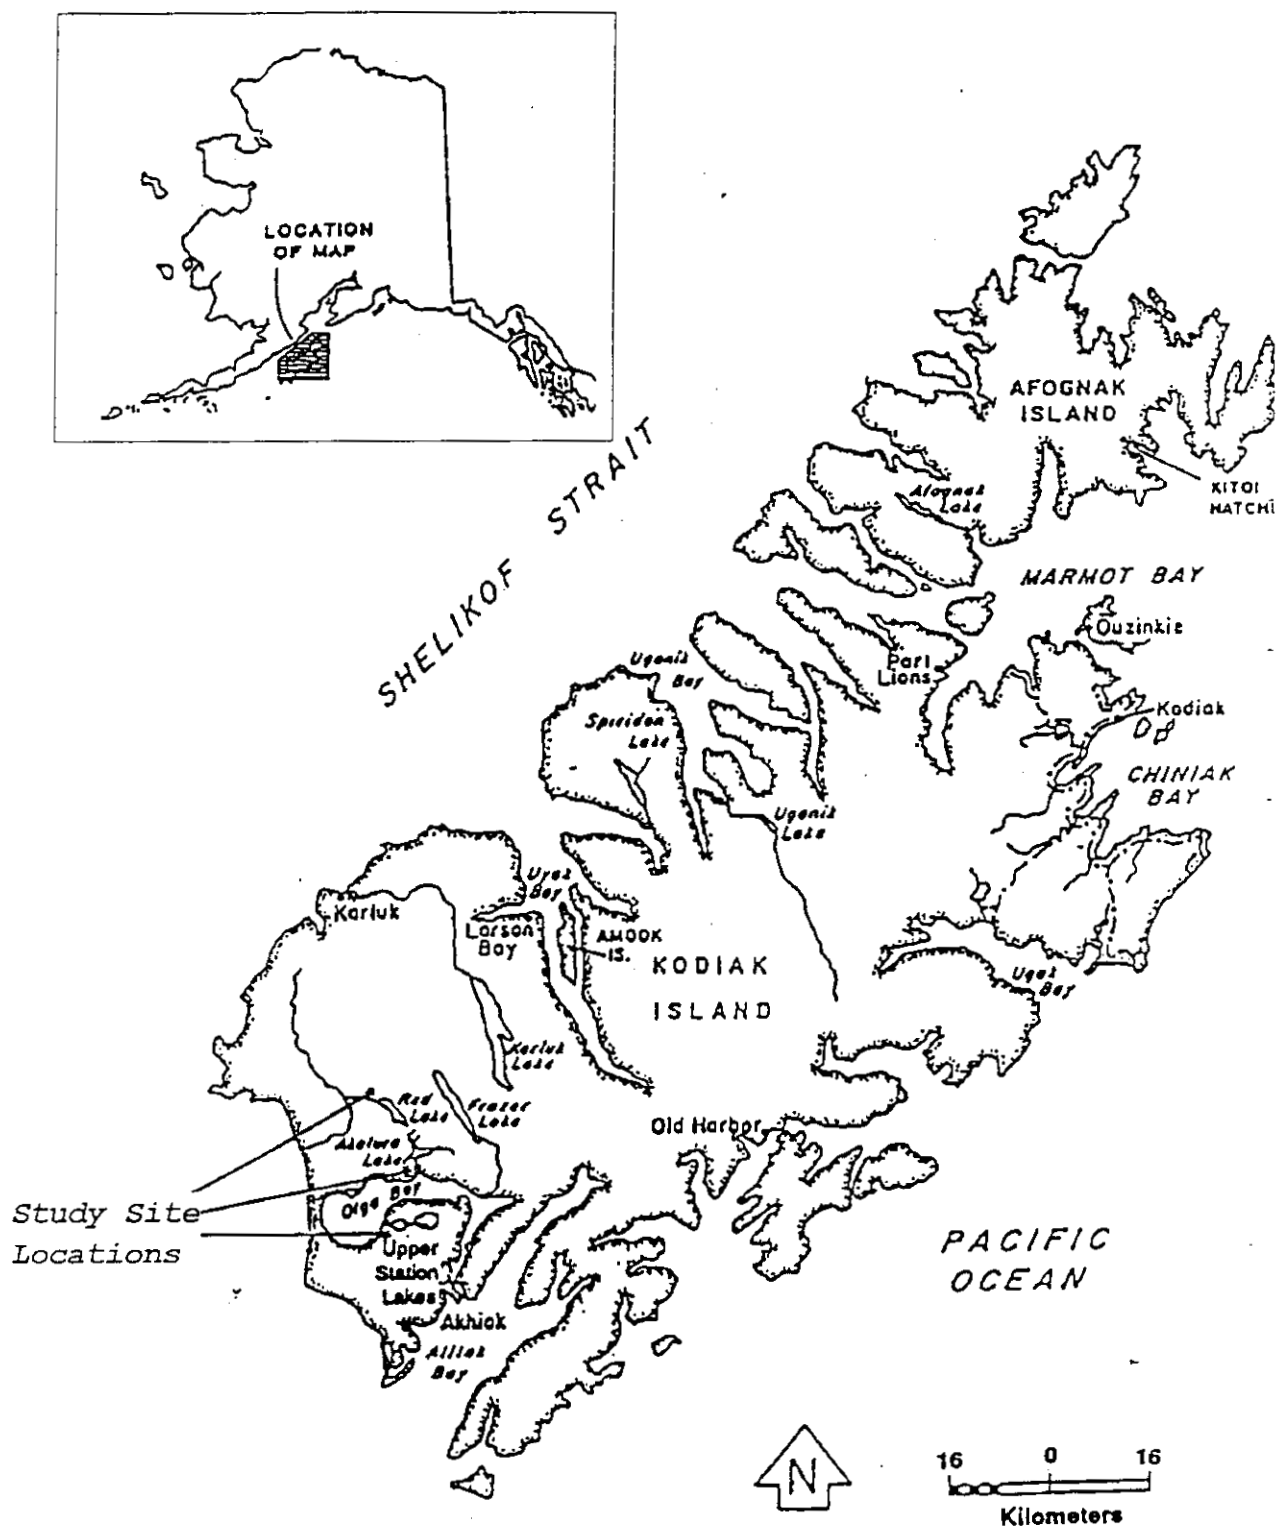 LOCATION
OF MAP
SHELIKOF STRAIT
AFOGNAK
ISLAND
KITOI
HATCHI
Afognak
Lake
MARMOT BAY
Ouzinkie
Port
Lions
Uganik
Bay
Spiridon
Lake
Kodiak
CHINIAK
BAY
Uganik
Lake
Uyak
Bay
Karluk
Larson
Bay
AMOOK
IS.
KODIAK
ISLAND
Ugak
Bay
Karluk
Lake
Red
Lake
Frazer
Lake
Old Harbor
Akalura
Lake
Olga Bay
Study Site
Locations
Upper
Station
Lakes
PACIFIC
OCEAN
Akhiok
Alitak
Bay
N
16 0 16
Kilometers